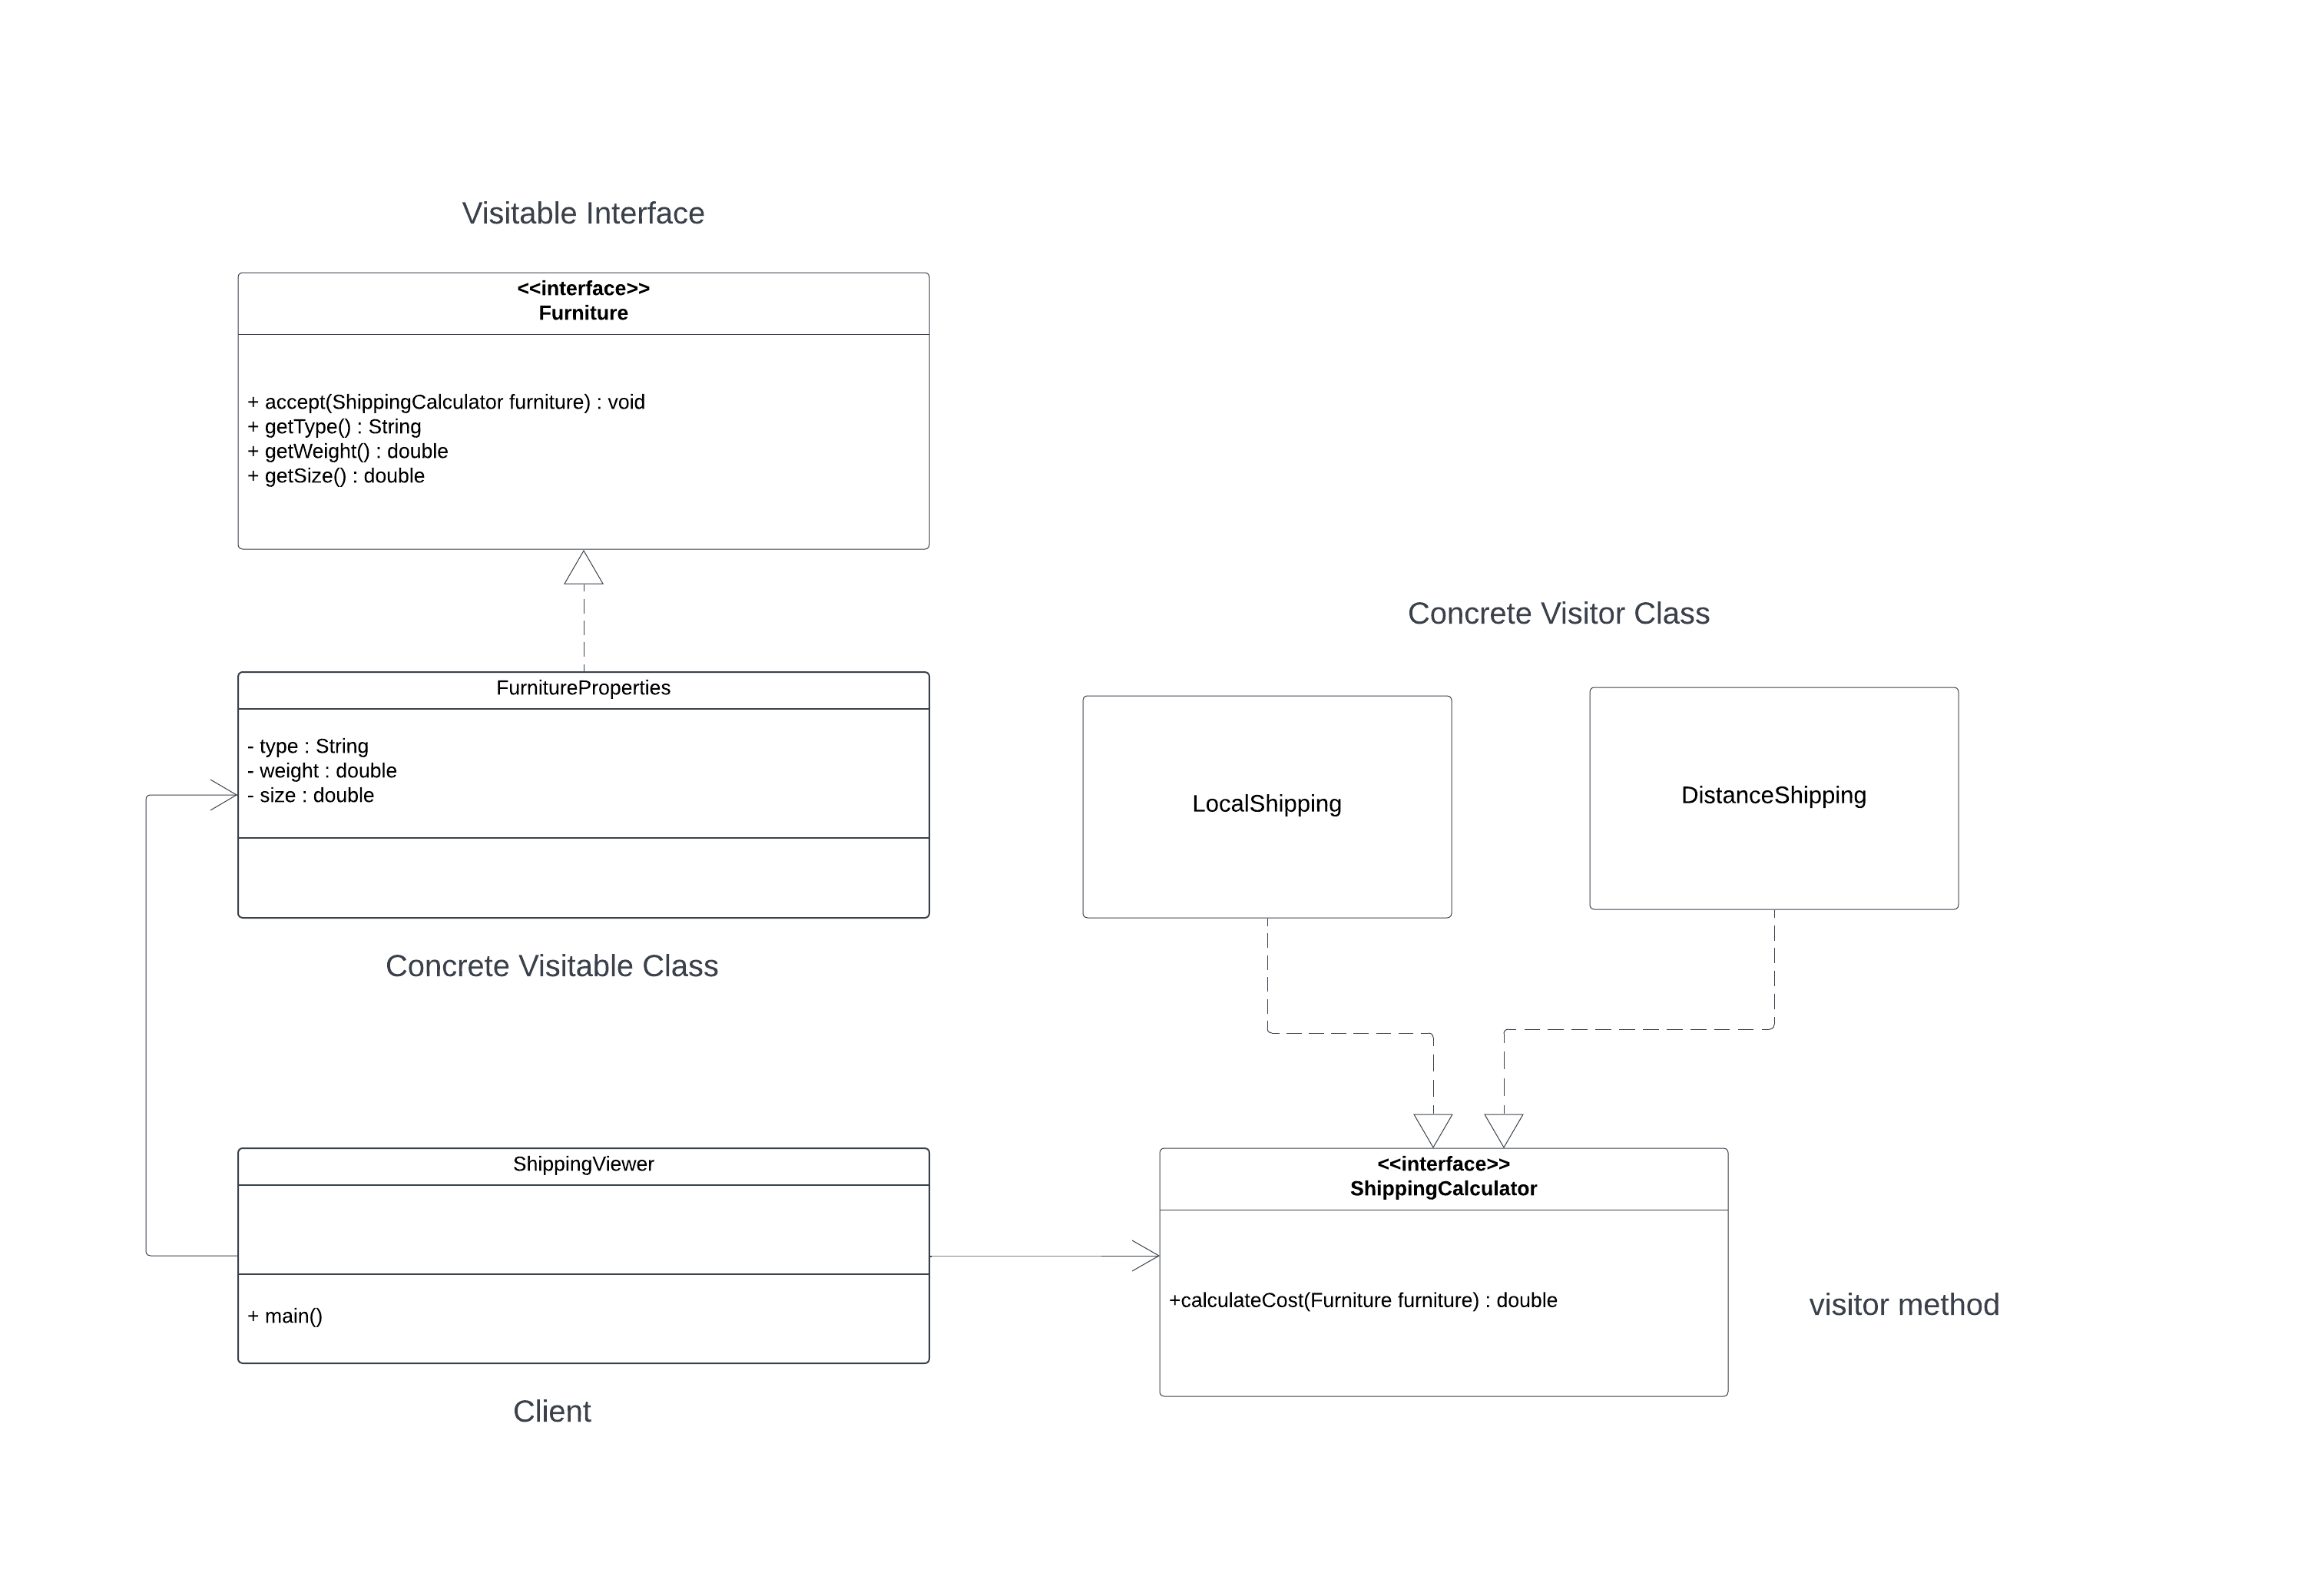 Visitable Interface
<<interface>>
Furniture
+ accept(ShippingCalculator furniture) : void
+ getType() : String
+ getWeight() : double
+ getSize() : double
FurnitureProperties
- type : String
- weight : double
- size : double
Concrete Visitable Class
Concrete Visitor Class
LocalShipping
DistanceShipping
ShippingViewer
+ main()
Client
<<interface>>
ShippingCalculator
+calculateCost(Furniture furniture) : double
visitor method